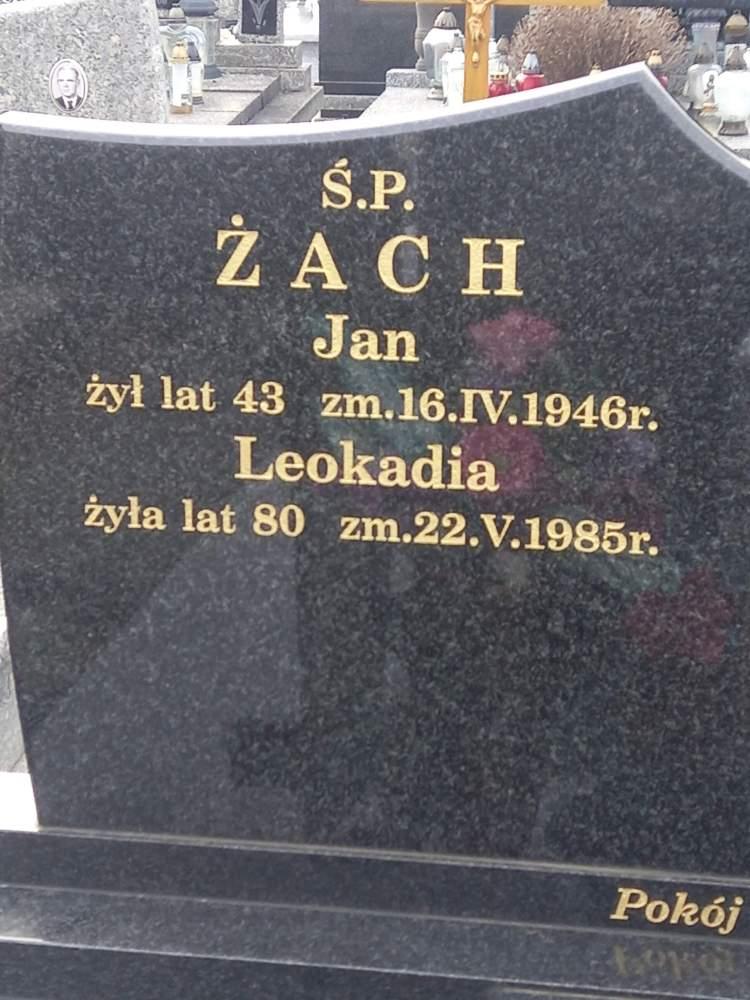 Ś.P.
ŻACH
Jan
żył lat 43 zm.16.IV.1946r.
Leokadia
żyła lat 80 zm.22.V.1985r.
Pokój